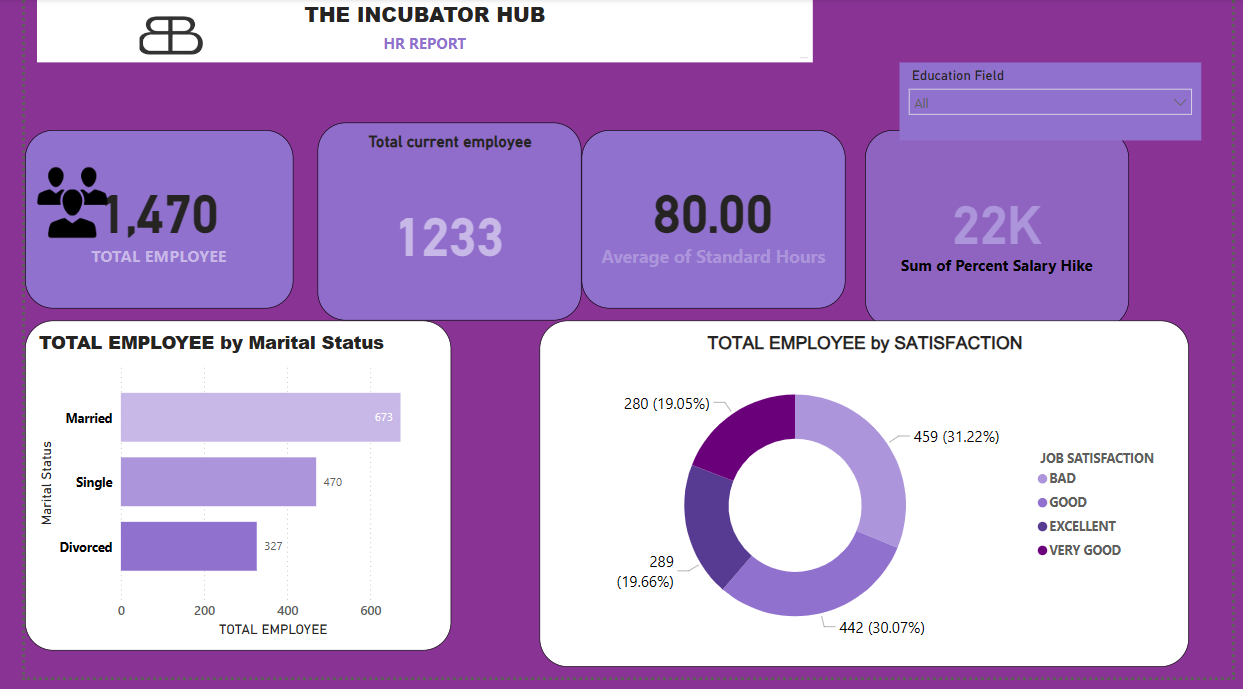 THE INCUBATOR HUB
HR REPORT
Education Field
All
1,470
TOTAL EMPLOYEE
Total current employee
1233
80.00
Average of Standard Hours
22K
Sum of Percent Salary Hike
TOTAL EMPLOYEE by Marital Status
Marital Status
Married
673
Single
470
Divorced
327
0 200 400 600
TOTAL EMPLOYEE
TOTAL EMPLOYEE by SATISFACTION
280 (19.05%)
459 (31.22%)
289
(19.66%)
442 (30.07%)
JOB SATISFACTION
BAD
GOOD
EXCELLENT
VERY GOOD